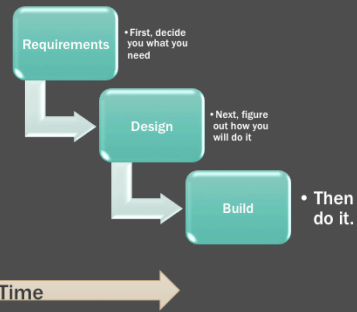 Requirements
• First, decide
you what you
need
Design
• Next, figure
out how you
will do it
Build
• Then
do it.
Time